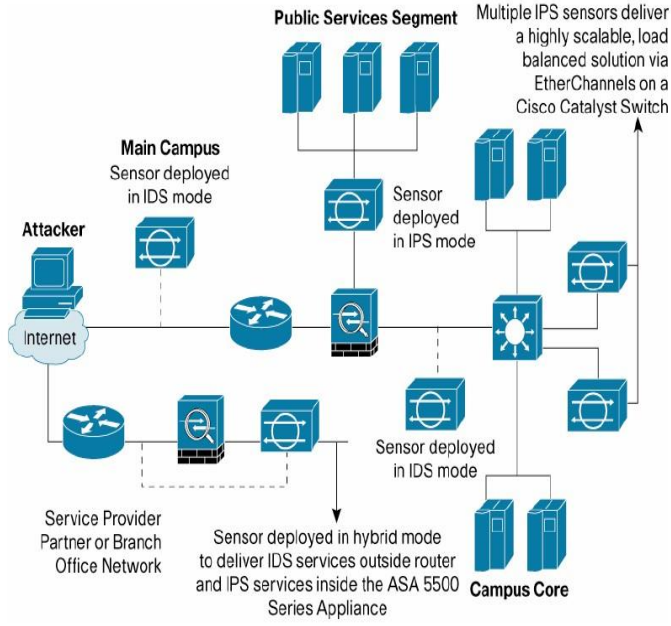 Public Services Segment
Multiple IPS sensors deliver
a highly scalable, load
balanced solution via
EtherChannels on a
Cisco Catalyst Switch
Main Campus
Sensor deployed
in IDS mode
Attacker
Internet
Sensor
deployed
in IPS mode
Sensor deployed
in IDS mode
Service Provider
Partner or Branch
Office Network
Sensor deployed in hybrid mode
to deliver IDS services outside router
and IPS services inside the ASA 5500
Series Appliance
Campus Core